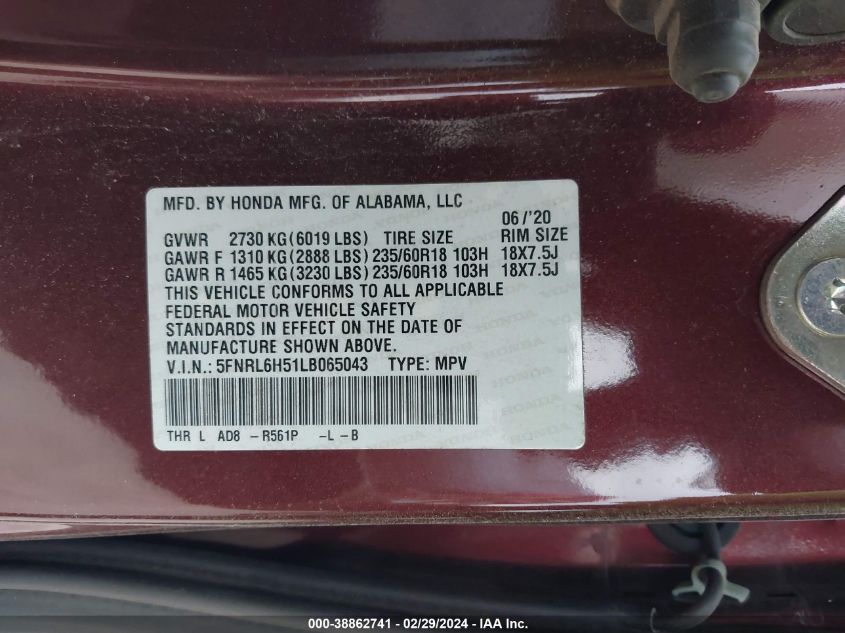 MFD. BY HONDA MFG. OF ALABAMA, LLC
06/'20
GVWR 2730 KG(6019 LBS) TIRE SIZE RIM SIZE
GAWR F 1310 KG(2888 LBS)235/60R18 103H 18X7.5J
GAWR R 1465 KG(3230 LBS)235/60R18 103H 18X7.5J
THIS VEHICLE CONFORMS TO ALL APPLICABLE
FEDERAL MOTOR VEHICLE SAFETY
STANDARDS IN EFFECT ON THE DATE OF
MANUFACTURE SHOWN ABOVE.
V.I.N.: 5FNRL6H51LB065043 TYPE: MPV
THR L AD8 -R561P -L-B
000-38862741 - 02/29/2024 - IAA Inc.